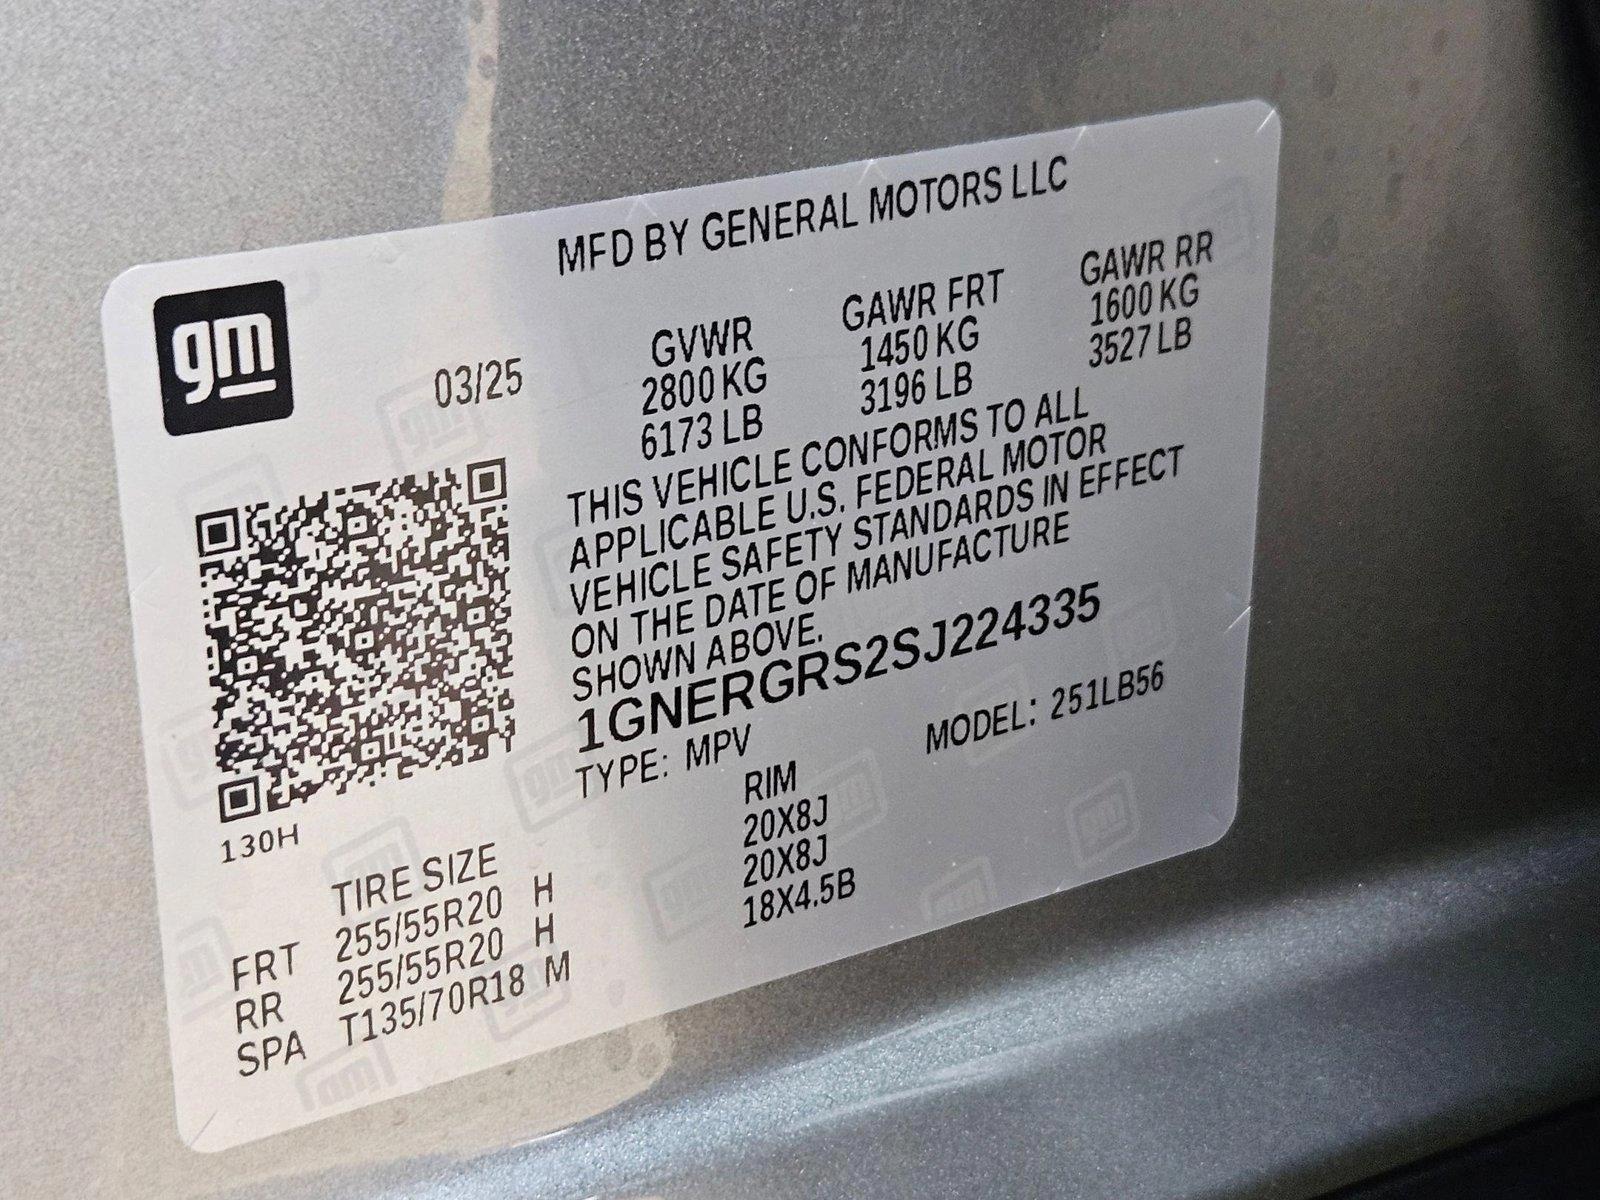 MFD BY GENERAL MOTORS LLC
gm
03/25
GVWR GAWR FRT GAWR RR
2800 KG 1450 KG 1600 KG
6173 LB 3196 LB 3527 LB
THIS VEHICLE CONFORMS TO ALL
APPLICABLE U.S. FEDERAL MOTOR
VEHICLE SAFETY STANDARDS IN EFFECT
ON THE DATE OF MANUFACTURE
SHOWN ABOVE.
1GNERGRS2SJ224335
TYPE: MPV MODEL: 251LB56
130H
TIRE SIZE RIM
FRT 255/55R20 H 20X8J
RR 255/55R20 H 20X8J
SPA T135/70R18 M 18X4.5B